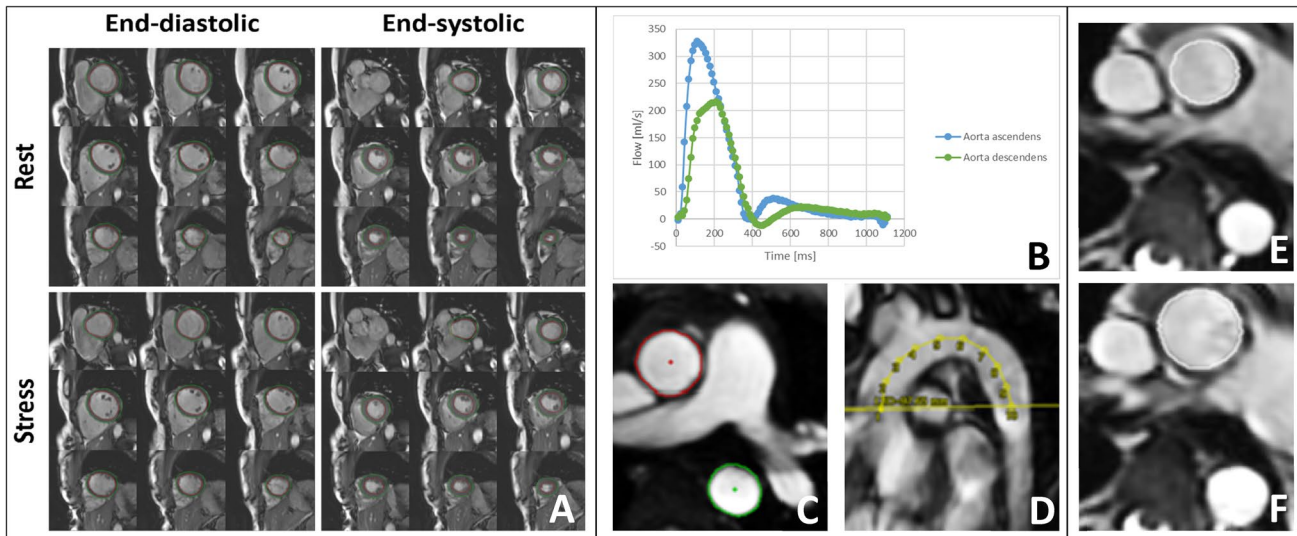 End-diastolic
End-systolic
Rest
Stress
A
350
300
250
200
150
100
50
0
-50
Flow [ml/s]
0
200
400
600
800
1000
1200
Time [ms]
Aorta ascendens
Aorta descendens
B
C
D
E
F